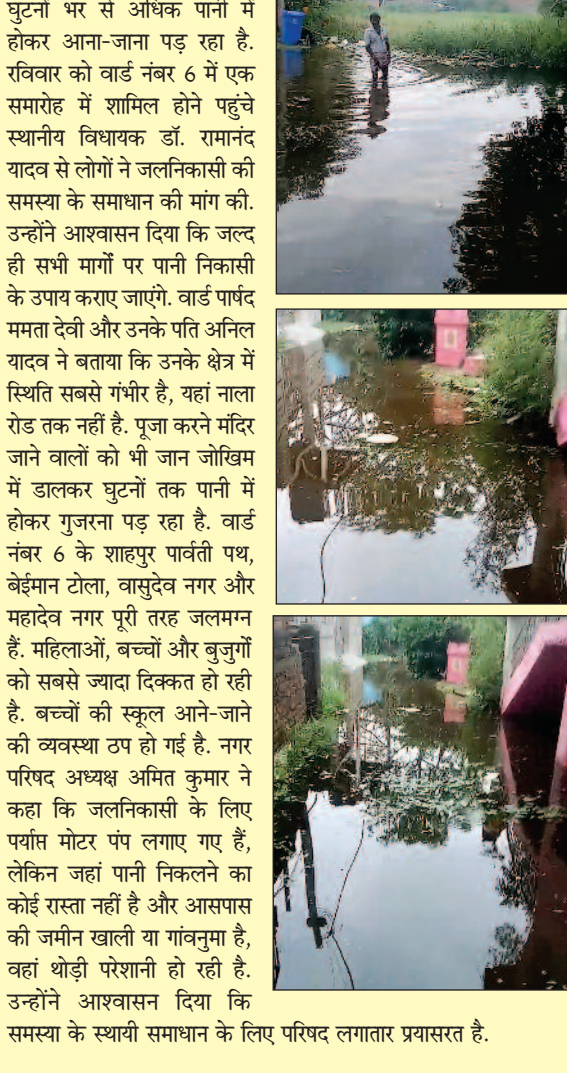 घुटनों भर से अधिक पानी में
होकर आना-जाना पड़ रहा है.
रविवार को वार्ड नंबर 6 में एक
समारोह में शामिल होने पहुंचे
स्थानीय विधायक डॉ. रामानंद
यादव से लोगों ने जलनिकासी की
समस्या के समाधान की मांग की.
उन्होंने आश्वासन दिया कि जल्द
ही सभी मार्गों पर पानी निकासी
के उपाय कराए जाएंगे. वार्ड पार्षद
ममता देवी और उनके पति अनिल
यादव ने बताया कि उनके क्षेत्र में
स्थिति सबसे गंभीर है, यहां नाला
रोड तक नहीं है. पूजा करने मंदिर
जाने वालों को भी जान जोखिम
में डालकर घुटनों तक पानी में
होकर गुजरना पड़ रहा है. वार्ड
नंबर 6 के शाहपुर पार्वती पथ,
बेईमान टोला, वासुदेव नगर और
महादेव नगर पूरी तरह जलमग्न
हैं. महिलाओं, बच्चों और बुजुर्गों
को सबसे ज्यादा दिक्कत हो रही
है. बच्चों की स्कूल आने-जाने
की व्यवस्था ठप हो गई है. नगर
परिषद अध्यक्ष अमित कुमार ने
कहा कि जलनिकासी के लिए
पर्याप्त मोटर पंप लगाए गए हैं,
लेकिन जहां पानी निकलने का
कोई रास्ता नहीं है और आसपास
की जमीन खाली या गांवनुमा है,
वहां थोड़ी परेशानी हो रही है.
उन्होंने आश्वासन दिया कि
समस्या के स्थायी समाधान के लिए परिषद लगातार प्रयासरत है.